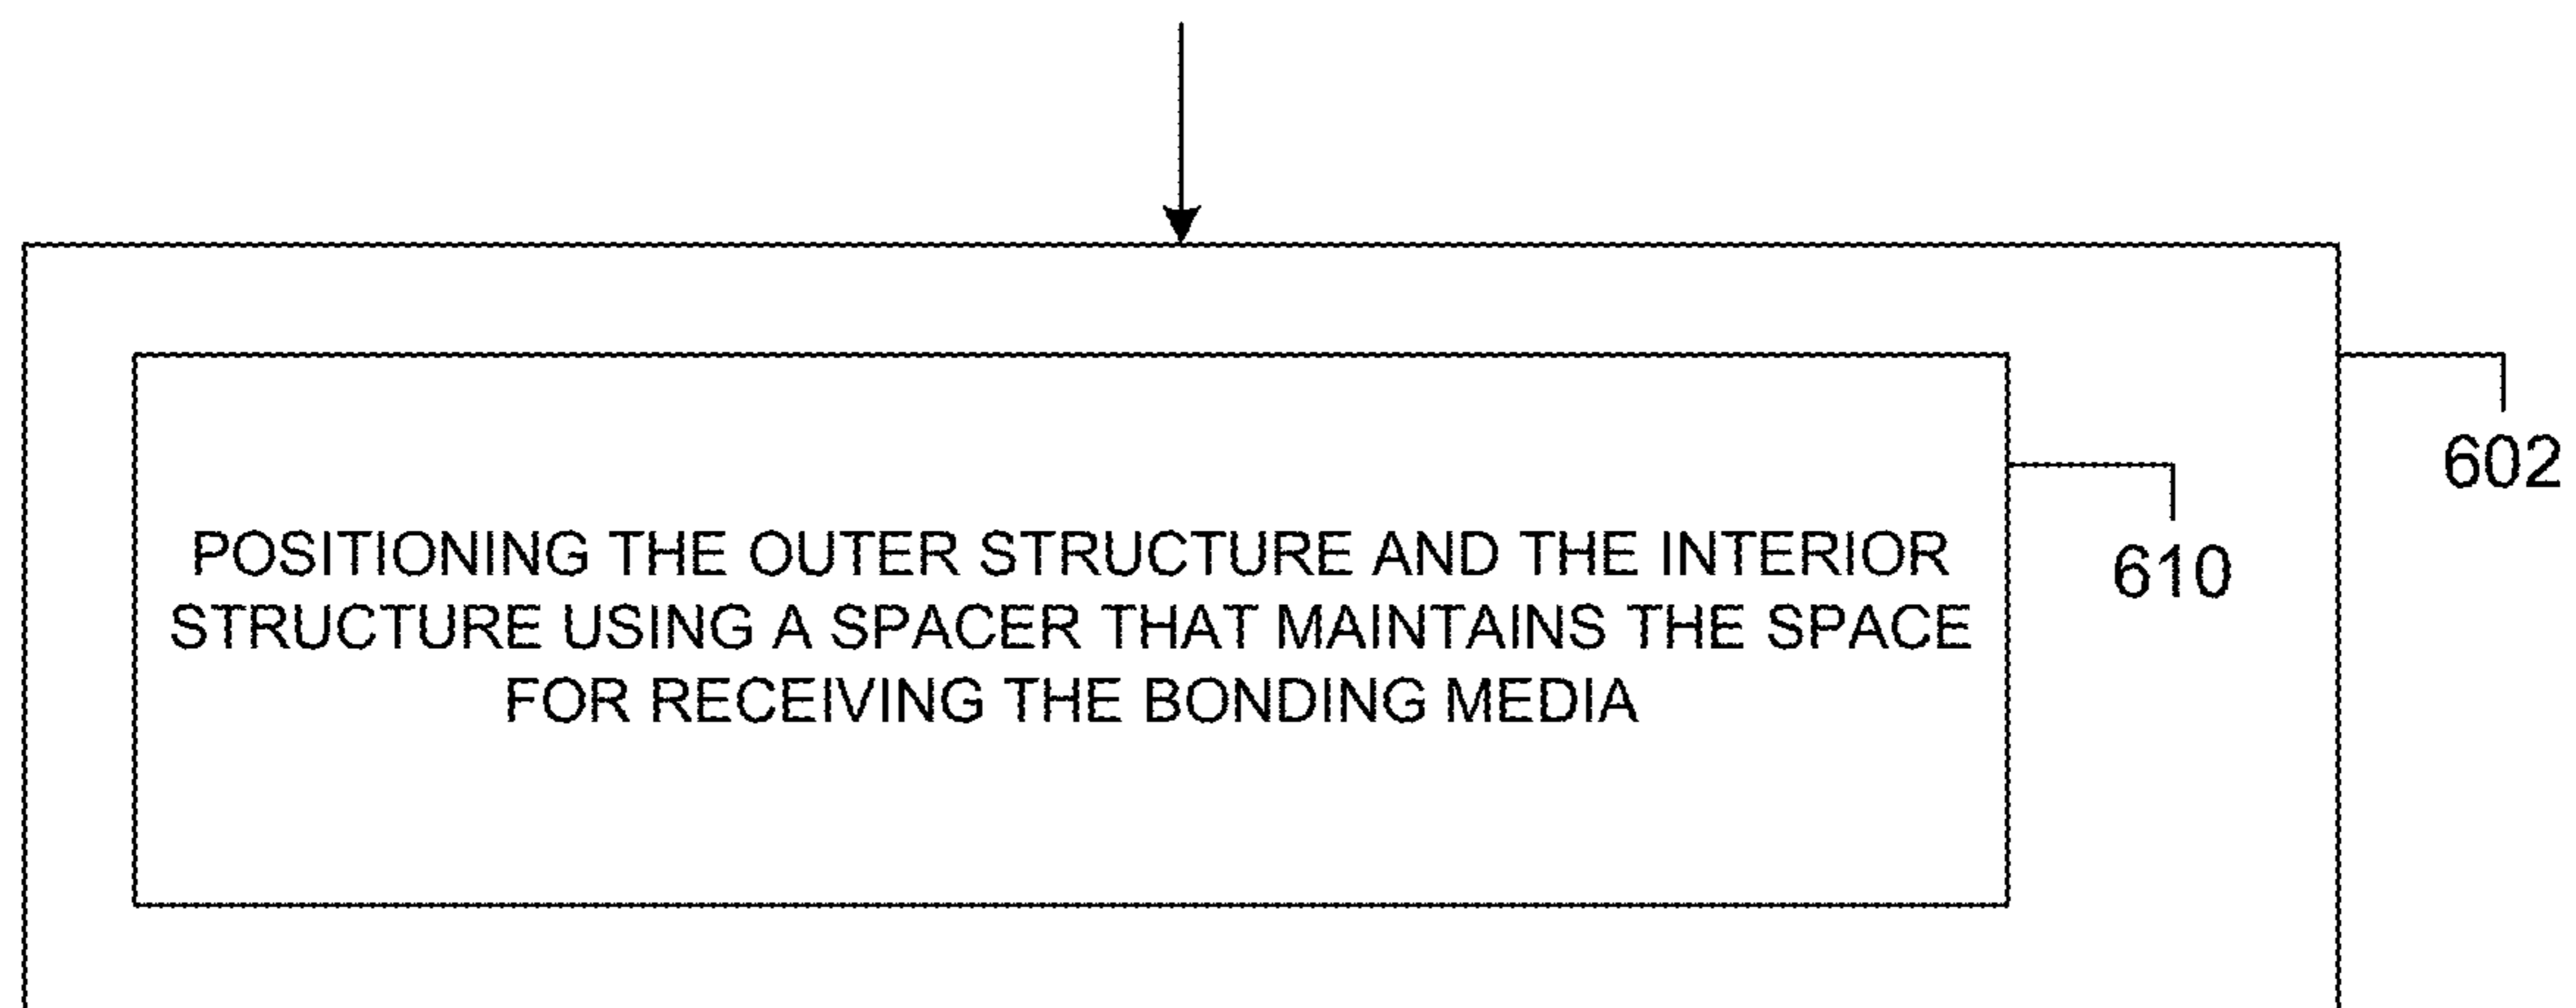 602
610
POSITIONING THE OUTER STRUCTURE AND THE INTERIOR
STRUCTURE USING A SPACER THAT MAINTAINS THE SPACE
FOR RECEIVING THE BONDING MEDIA